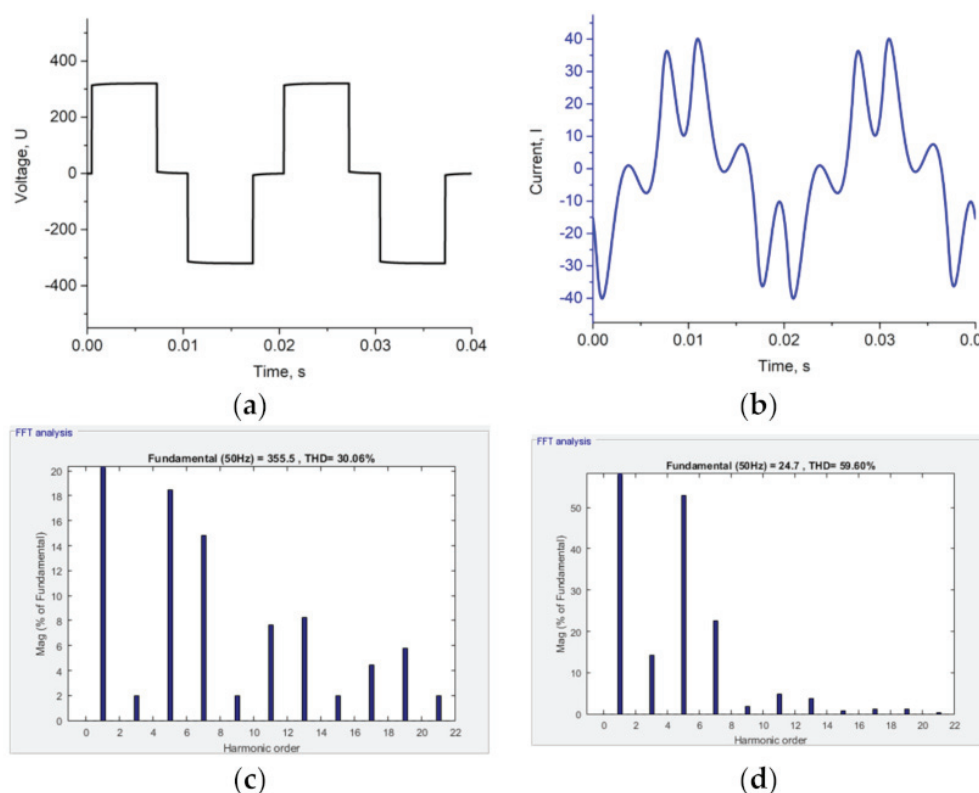 400
200
0
-200
-400
Voltage, U
0.00 0.01 0.02 0.03 0.04
Time, s
(a)
40
30
20
10
0
-10
-20
-30
-40
Current, I
0.00 0.01 0.02 0.03 0.0
Time, s
(b)
FFT analysis
Fundamental (50Hz) = 355.5 , THD= 30.06%
20
18
16
14
12
10
8
6
4
2
0
Mag (% of Fundamental)
0 2 4 6 8 10 12 14 16 18 20 22
Harmonic order
(c)
FFT analysis
Fundamental (50Hz) = 24.7 , THD= 59.60%
50
40
30
20
10
0
Mag (% of Fundamental)
0 2 4 6 8 10 12 14 16 18 20 22
Harmonic order
(d)